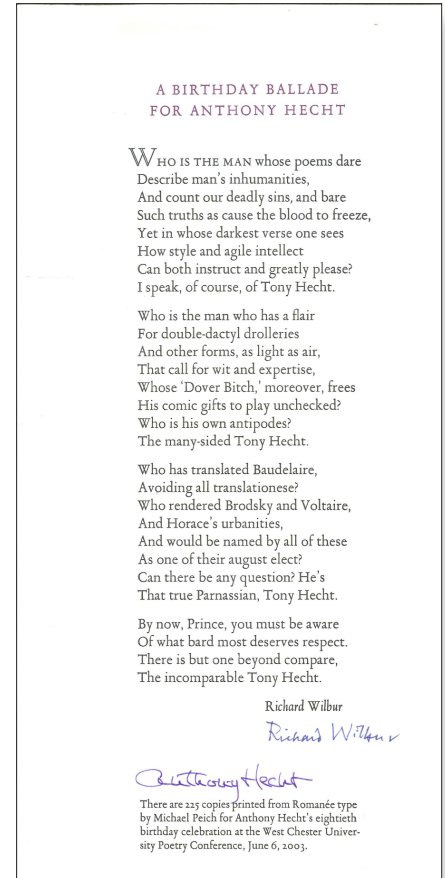 A BIRTHDAY BALLADE
FOR ANTHONY HECHT
WHO IS THE MAN whose poems dare
Describe man's inhumanities,
And count our deadly sins, and bare
Such truths as cause the blood to freeze,
Yet in whose darkest verse one sees
How style and agile intellect
Can both instruct and greatly please?
I speak, of course, of Tony Hecht.
Who is the man who has a flair
For double-dactyl drolleries
And other forms, as light as air,
That call for wit and expertise,
Whose 'Dover Bitch,' moreover, frees
His comic gifts to play unchecked?
Who is his own antipodes?
The many-sided Tony Hecht.
Who has translated Baudelaire,
Avoiding all translationese?
Who rendered Brodsky and Voltaire,
And Horace's urbanities,
And would be named by all of these
As one of their august elect?
Can there be any question? He's
That true Parnassian, Tony Hecht.
By now, Prince, you must be aware
Of what bard most deserves respect.
There is but one beyond compare,
The incomparable Tony Hecht.
Richard Wilbur
Richard Wilbur
Anthony Hecht
There are 225 copies printed from Romanée type
by Michael Peich for Anthony Hecht's eightieth
birthday celebration at the West Chester Univer-
sity Poetry Conference, June 6, 2003.